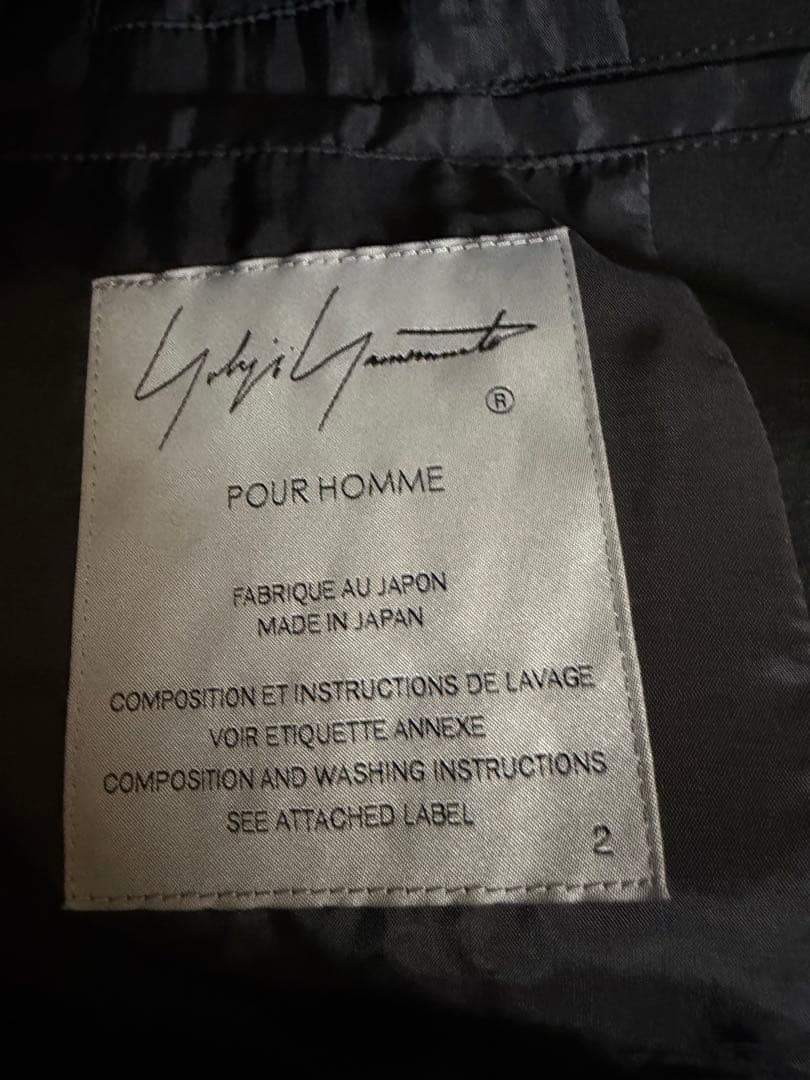 Yohji Yamamoto
®
POUR HOMME
FABRIQUE AU JAPON
MADE IN JAPAN
COMPOSITION ET INSTRUCTIONS DE LAVAGE
VOIR ETIQUETTE ANNEXE
COMPOSITION AND WASHING INSTRUCTIONS
SEE ATTACHED LABEL
2